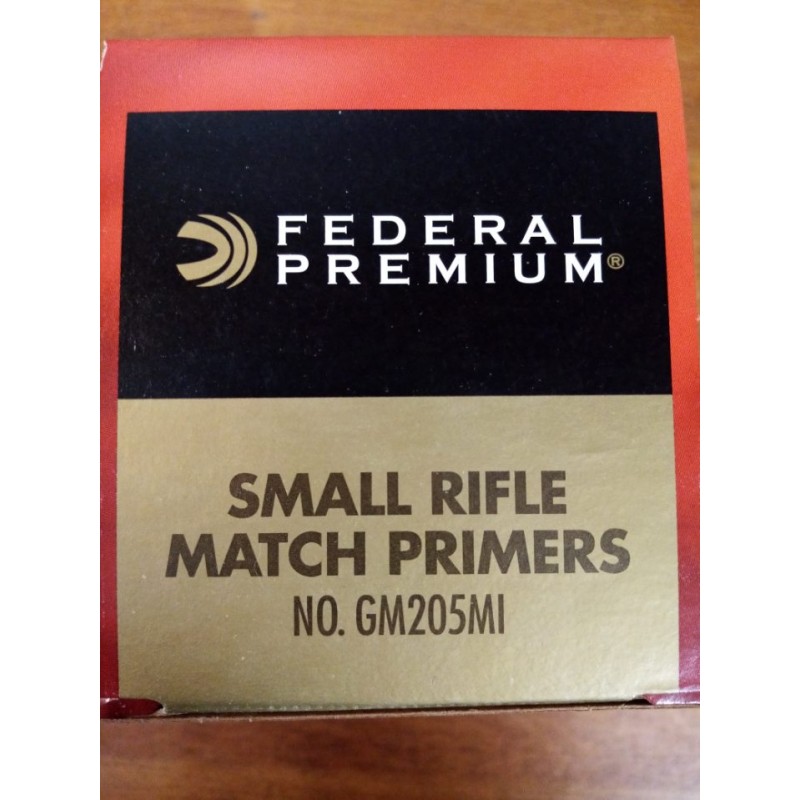 FEDERAL
PREMIUM®
SMALL RIFLE
MATCH PRIMERS
NO. GM205MI